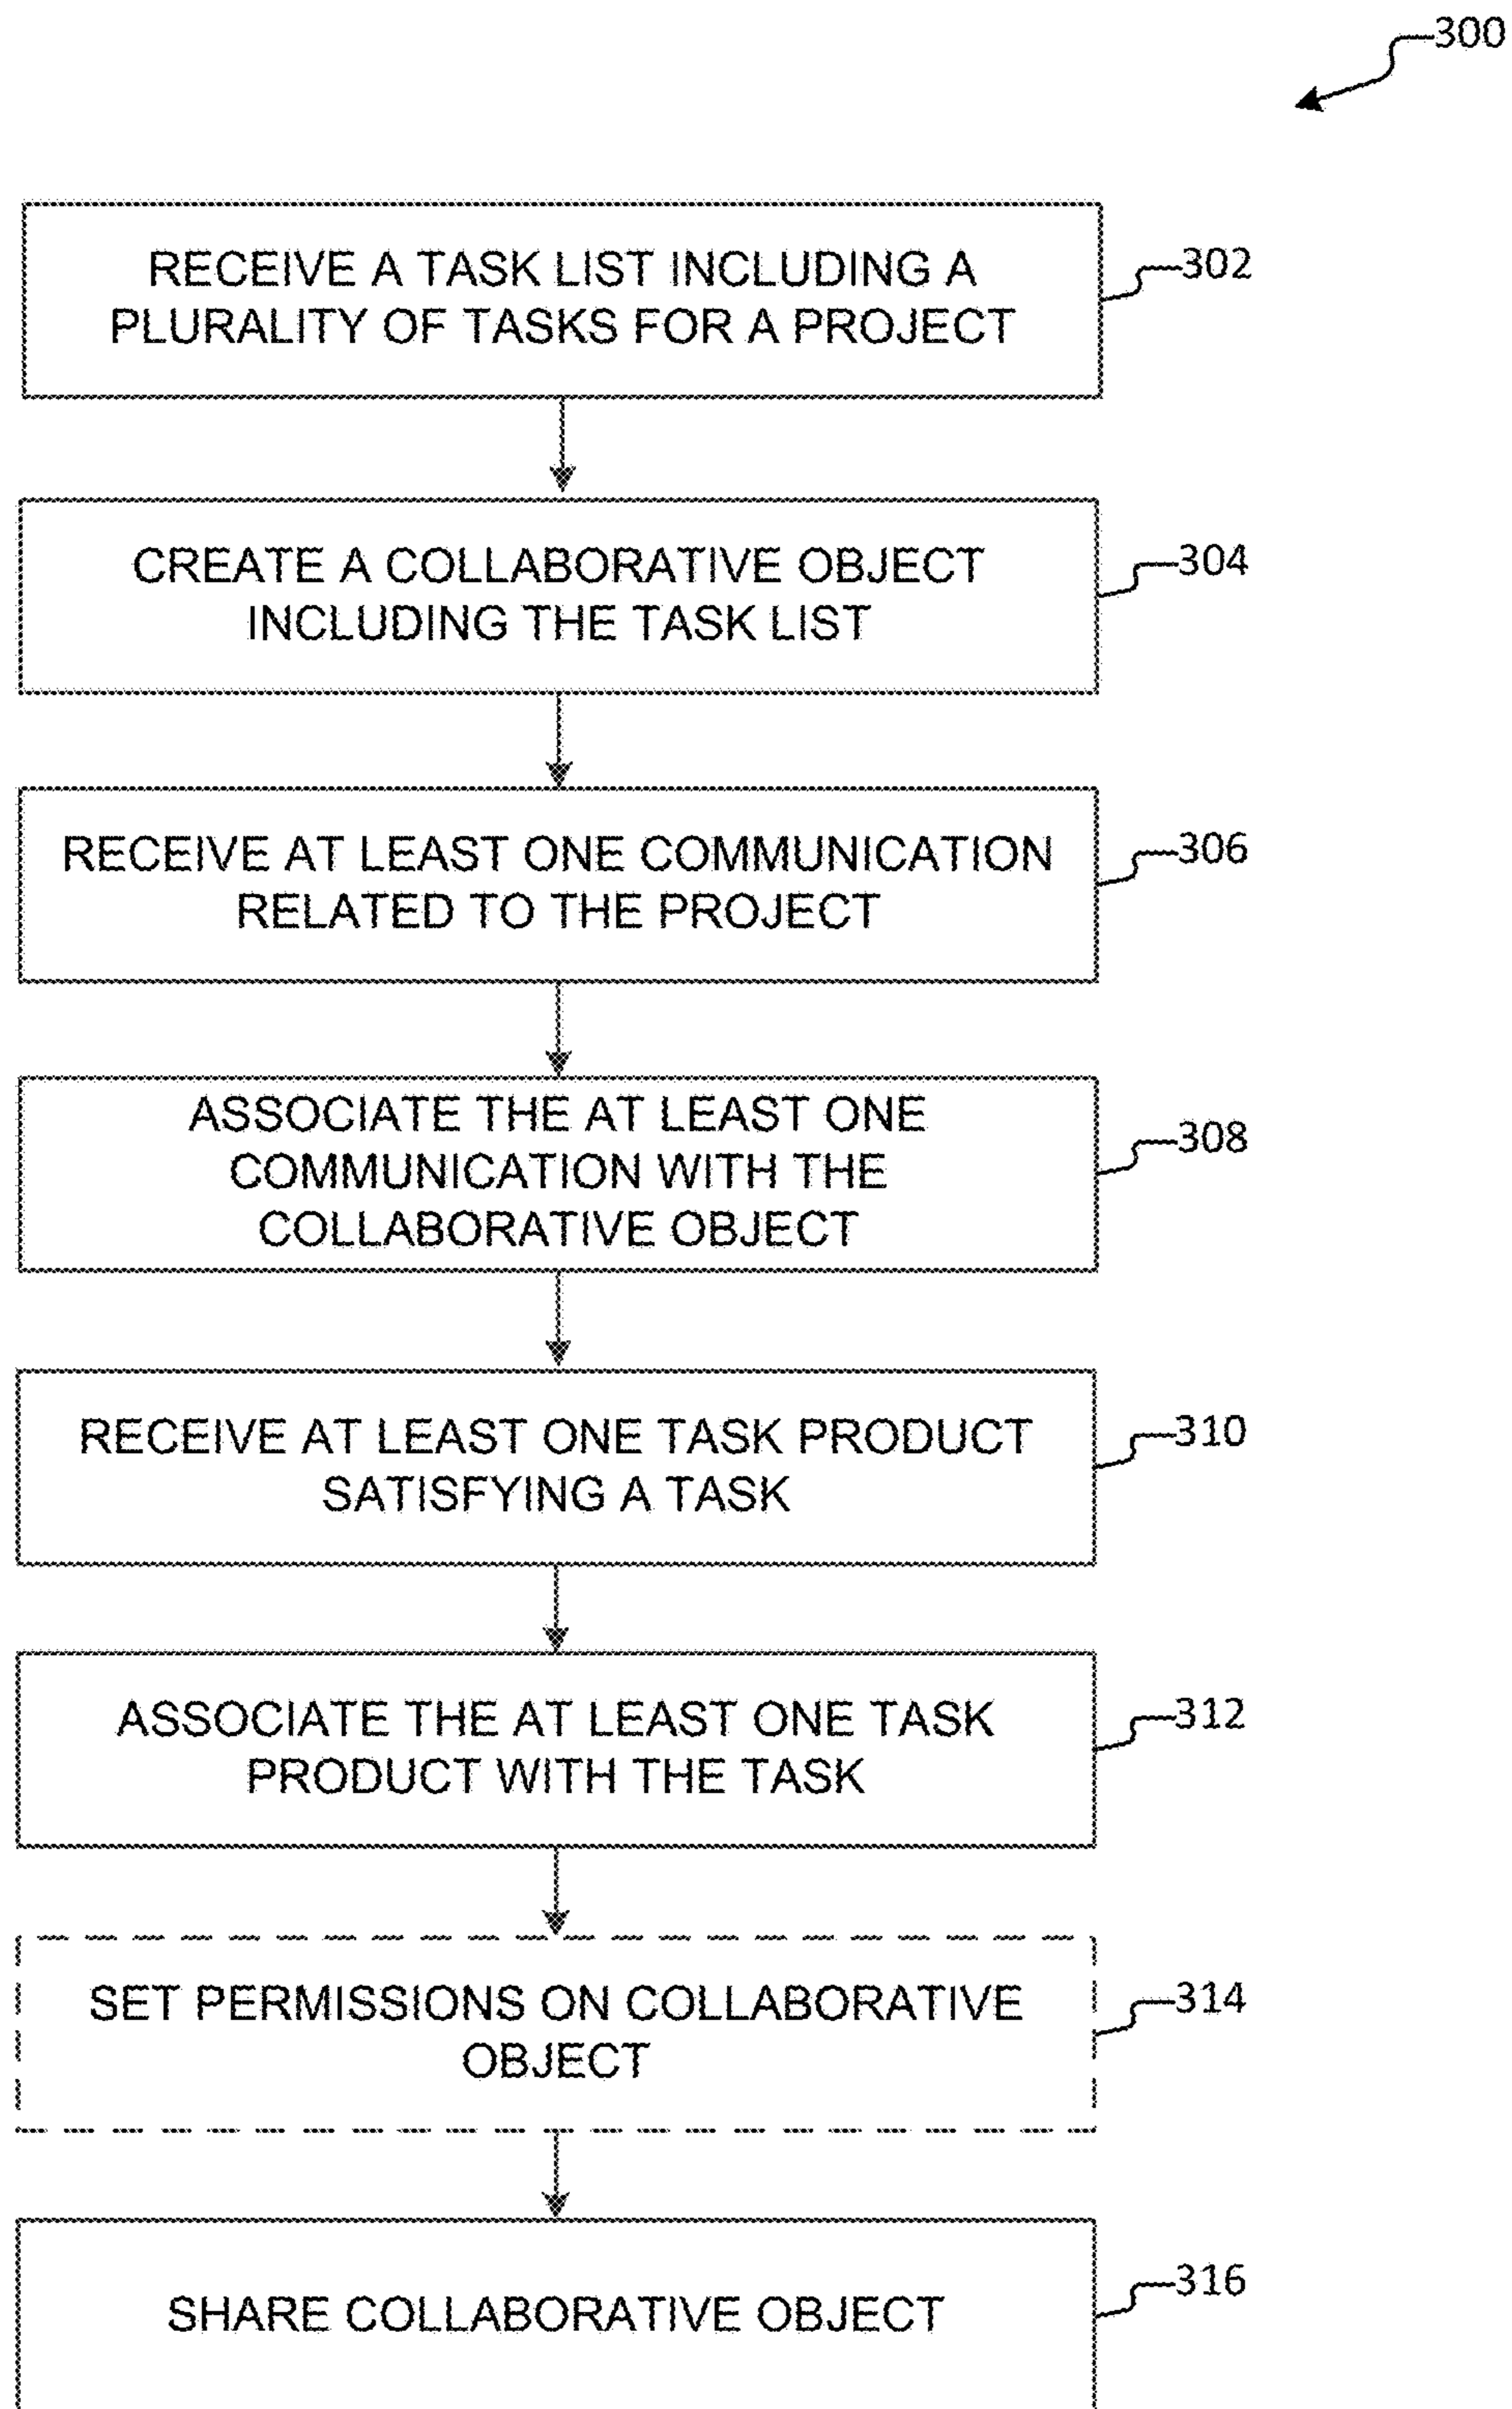 300
RECEIVE A TASK LIST INCLUDING A
PLURALITY OF TASKS FOR A PROJECT
302
CREATE A COLLABORATIVE OBJECT
INCLUDING THE TASK LIST
304
RECEIVE AT LEAST ONE COMMUNICATION
RELATED TO THE PROJECT
306
ASSOCIATE THE AT LEAST ONE
COMMUNICATION WITH THE
COLLABORATIVE OBJECT
308
RECEIVE AT LEAST ONE TASK PRODUCT
SATISFYING A TASK
310
ASSOCIATE THE AT LEAST ONE TASK
PRODUCT WITH THE TASK
312
SET PERMISSIONS ON COLLABORATIVE
OBJECT
314
SHARE COLLABORATIVE OBJECT
316